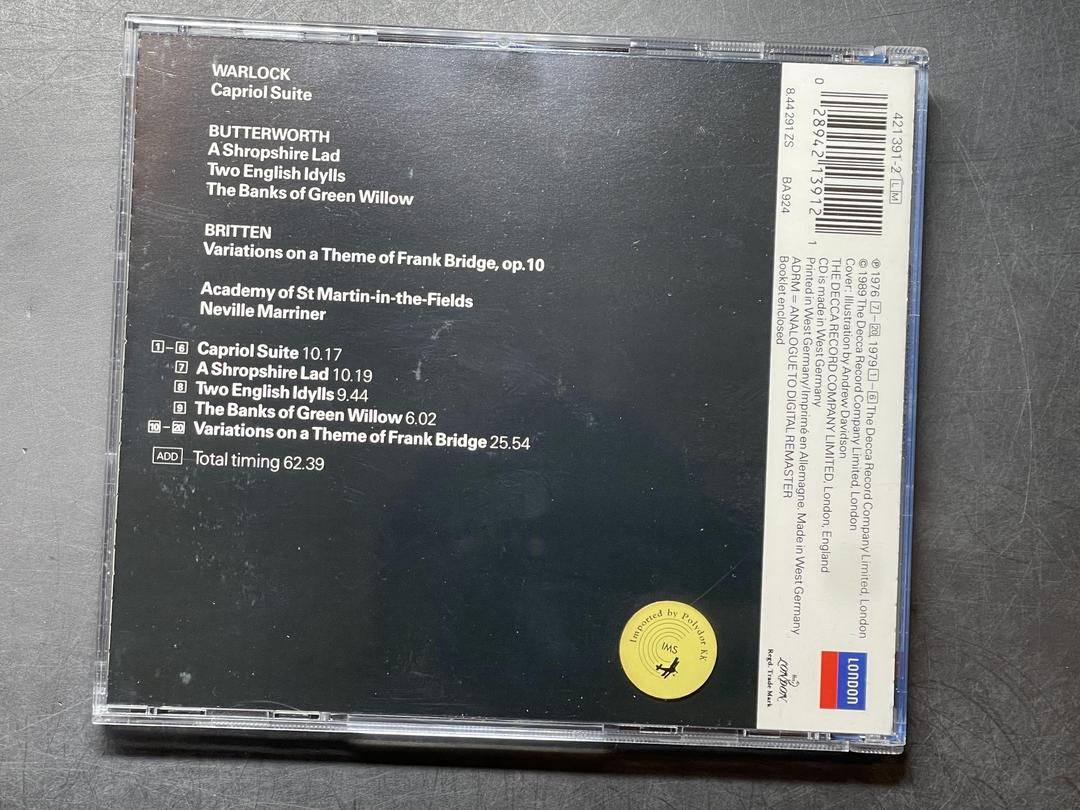 WARLOCK
Capriol Suite
BUTTERWORTH
A Shropshire Lad
Two English Idylls
The Banks of Green Willow
BRITTEN
Variations on a Theme of Frank Bridge, op.10
Academy of St Martin-in-the-Fields
Neville Marriner
1–6 Capriol Suite 10.17
7 A Shropshire Lad 10.19
8 Two English Idylls 9.44
9 The Banks of Green Willow 6.02
10–20 Variations on a Theme of Frank Bridge 25.54
ADD Total timing 62.39
Imported by Polydor KK
IMS
421 391-2 LM
0 28942 13912 1
8.44 291 ZS BA 924
℗ 1976 7–20, 1979 1–6 The Decca Record Company Limited, London
© 1989 The Decca Record Company Limited, London
Cover: Illustration by Andrew Davidson
THE DECCA RECORD COMPANY LIMITED, London, England
CD is made in West Germany
Printed in West Germany/Imprimé en Allemagne. Made in West Germany
ADRM = ANALOGUE TO DIGITAL REMASTER
Booklet enclosed
LONDON
LONDON
Regd. Trade Mark